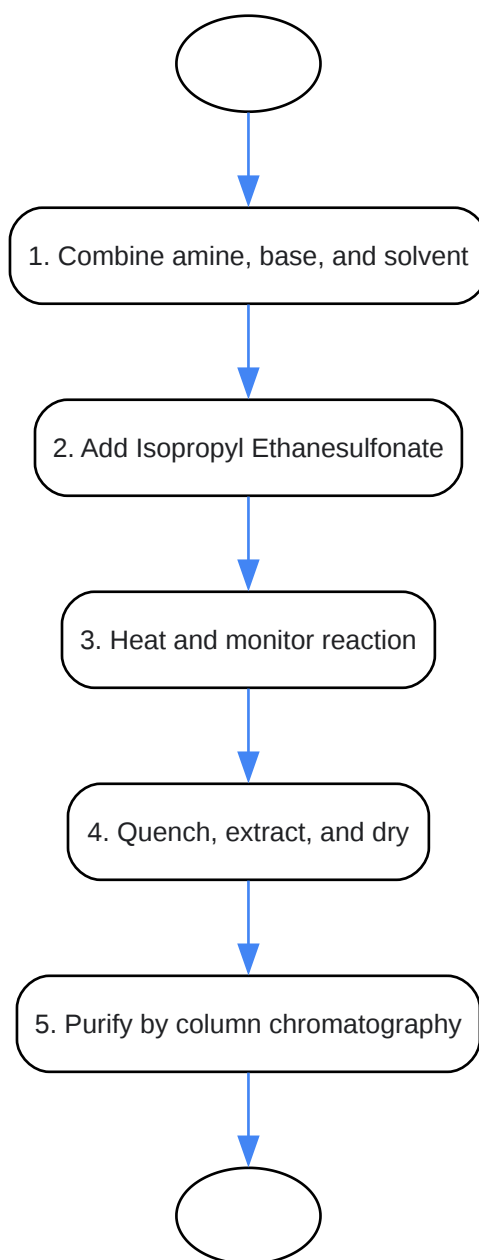 1. Combine amine, base, and solvent
2. Add Isopropyl Ethanesulfonate
3. Heat and monitor reaction
4. Quench, extract, and dry
5. Purify by column chromatography